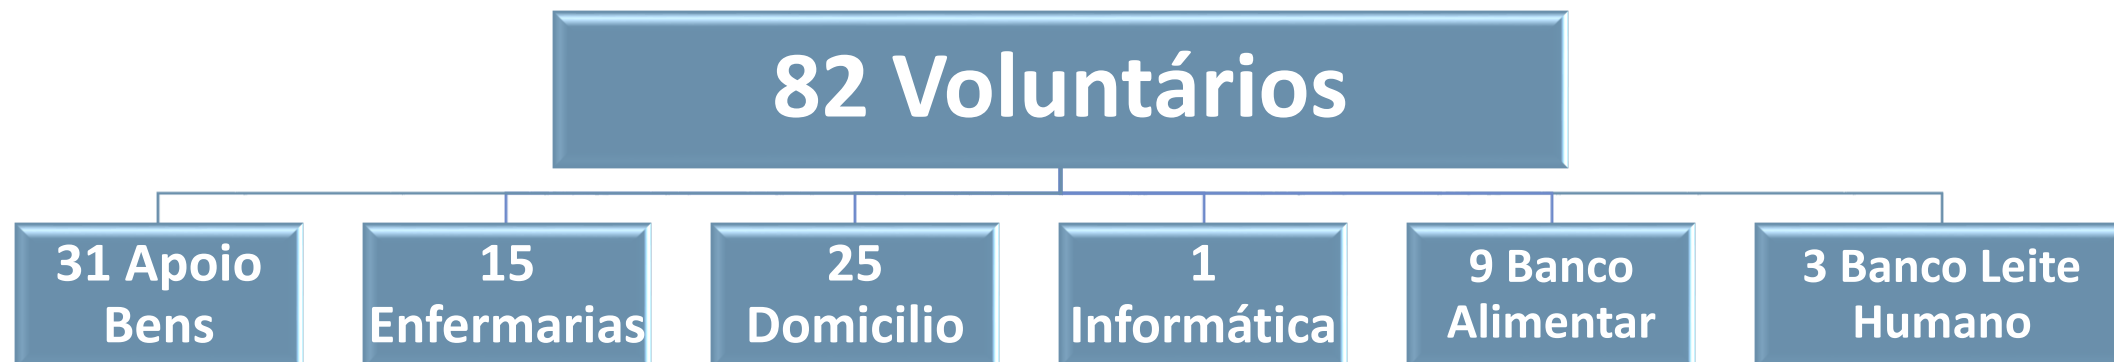 82 Voluntários
31 Apoio
Bens
15
Enfermarias
25
Domicilio
1
Informática
9 Banco
Alimentar
3 Banco Leite
Humano